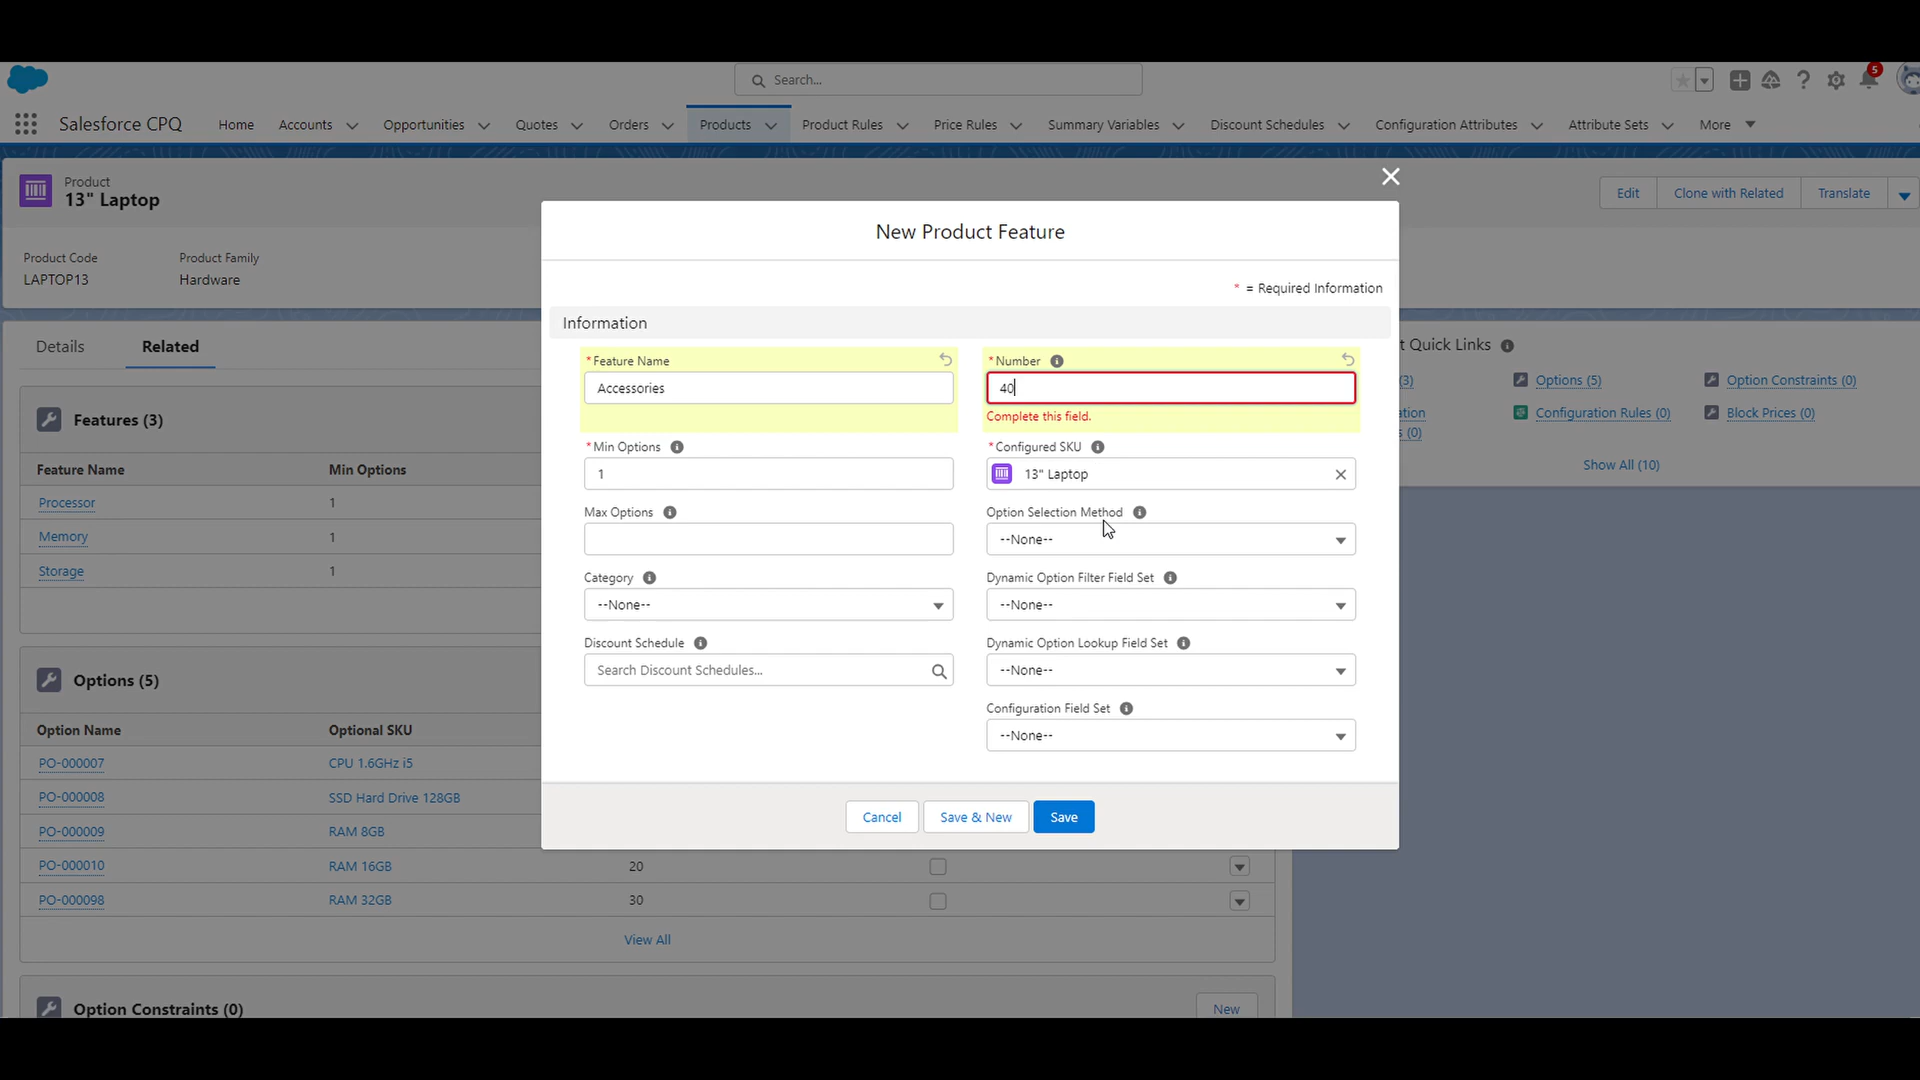 Search...
5
Salesforce CPQ Home Accounts Opportunities Quotes Orders Products Product Rules Price Rules Summary Variables Discount Schedules Configuration Attributes Attribute Sets More
Product
13" Laptop
Edit Clone with Related Translate
Product Code Product Family
LAPTOP13 Hardware
Details Related
Features (3)
Feature Name Min Options
Processor 1
Memory 1
Storage 1
Options (5)
Option Name Optional SKU
PO-000007 CPU 1.6GHz i5
PO-000008 SSD Hard Drive 128GB
PO-000009 RAM 8GB
PO-000010 RAM 16GB 20
PO-000098 RAM 32GB 30
View All
Option Constraints (0) New
New Product Feature
* = Required Information
Information
*Feature Name
Accessories
*Number
40
Complete this field.
*Min Options
1
*Configured SKU
13" Laptop
Max Options
Option Selection Method
--None--
Category
--None--
Dynamic Option Filter Field Set
--None--
Discount Schedule
Search Discount Schedules...
Dynamic Option Lookup Field Set
--None--
Configuration Field Set
--None--
Cancel Save & New Save
t Quick Links
(3) Options (5) Option Constraints (0)
ation Configuration Rules (0) Block Prices (0)
s (0)
Show All (10)